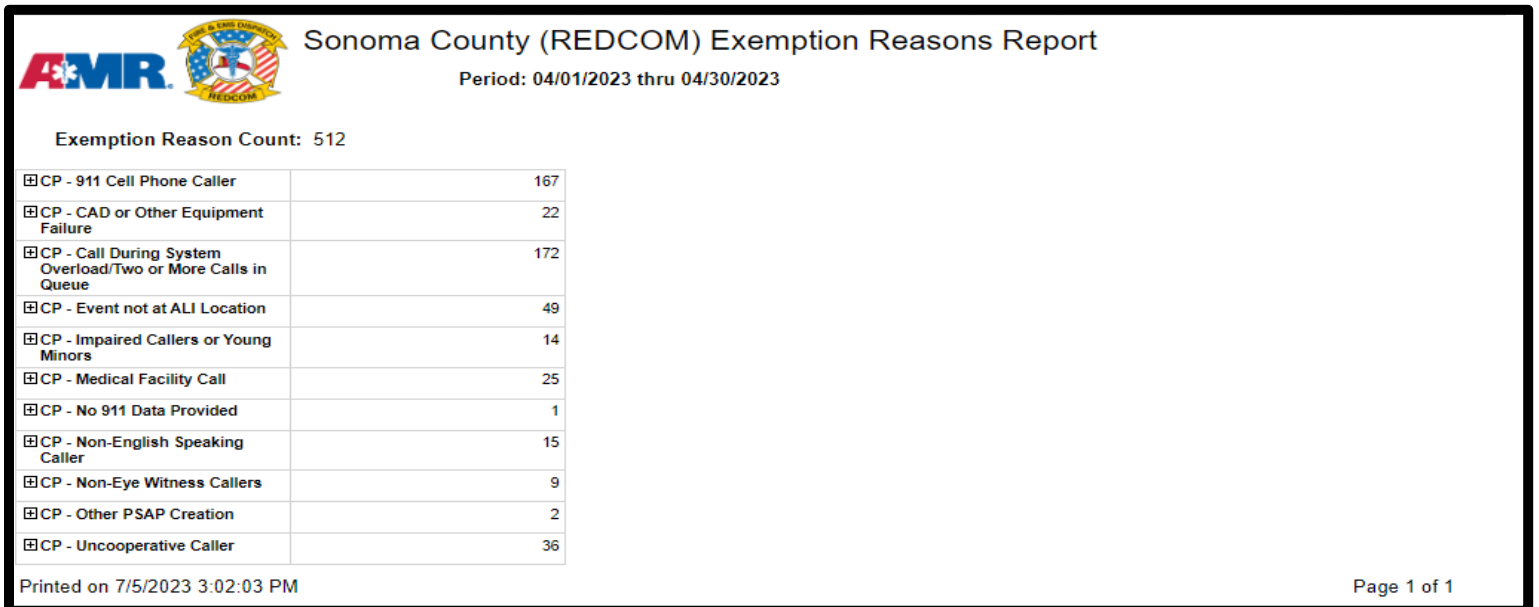 AMR
FIRE & EMS DISPATCH
REDCOM
Sonoma County (REDCOM) Exemption Reasons Report
Period: 04/01/2023 thru 04/30/2023
Exemption Reason Count: 512
CP - 911 Cell Phone Caller 167
CP - CAD or Other Equipment 22
Failure
CP - Call During System 172
Overload/Two or More Calls in
Queue
CP - Event not at ALI Location 49
CP - Impaired Callers or Young 14
Minors
CP - Medical Facility Call 25
CP - No 911 Data Provided 1
CP - Non-English Speaking 15
Caller
CP - Non-Eye Witness Callers 9
CP - Other PSAP Creation 2
CP - Uncooperative Caller 36
Printed on 7/5/2023 3:02:03 PM Page 1 of 1